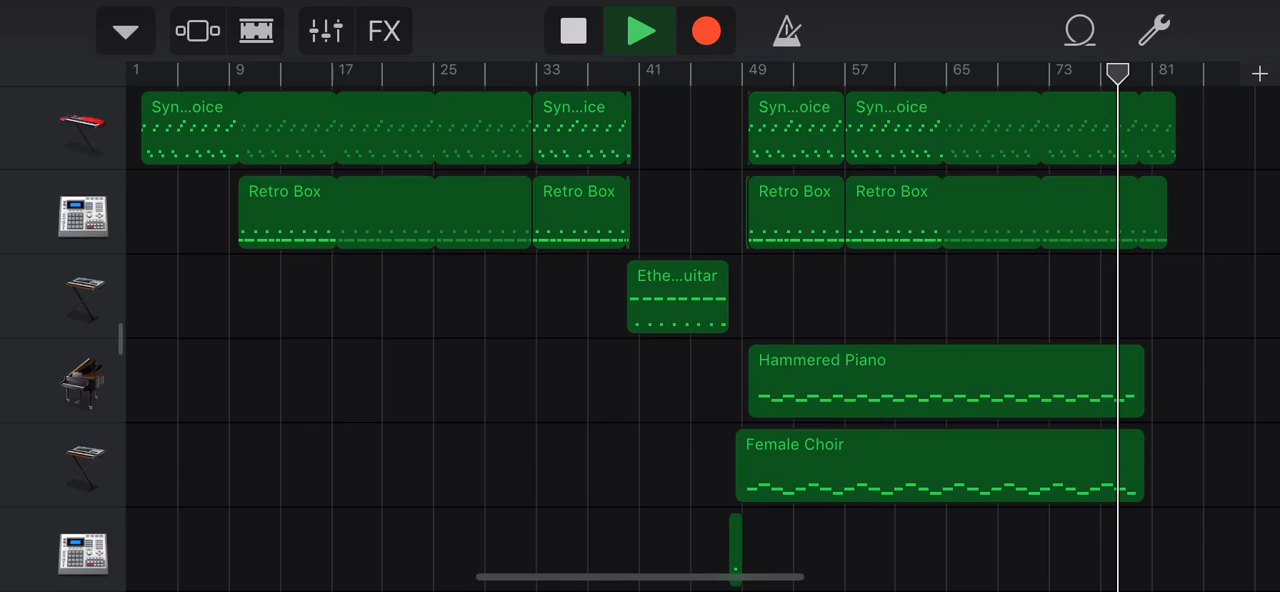 FX
1 9 17 25 33 41 49 57 65 73 81
Syn...oice Syn...ice Syn...oice Syn...oice
Retro Box Retro Box Retro Box Retro Box
Ethe...uitar
Hammered Piano
Female Choir